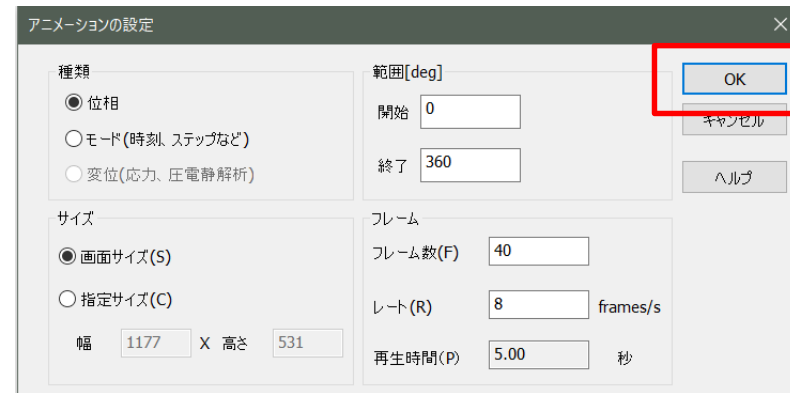 アニメーションの設定
種類
位相
モード(時刻、ステップなど)
変位(応力、圧電静解析)
範囲[deg]
開始 0
終了 360
OK
キャンセル
ヘルプ
サイズ
画面サイズ(S)
指定サイズ(C)
幅 1177 X 高さ 531
フレーム
フレーム数(F) 40
レート(R) 8 frames/s
再生時間(P) 5.00 秒